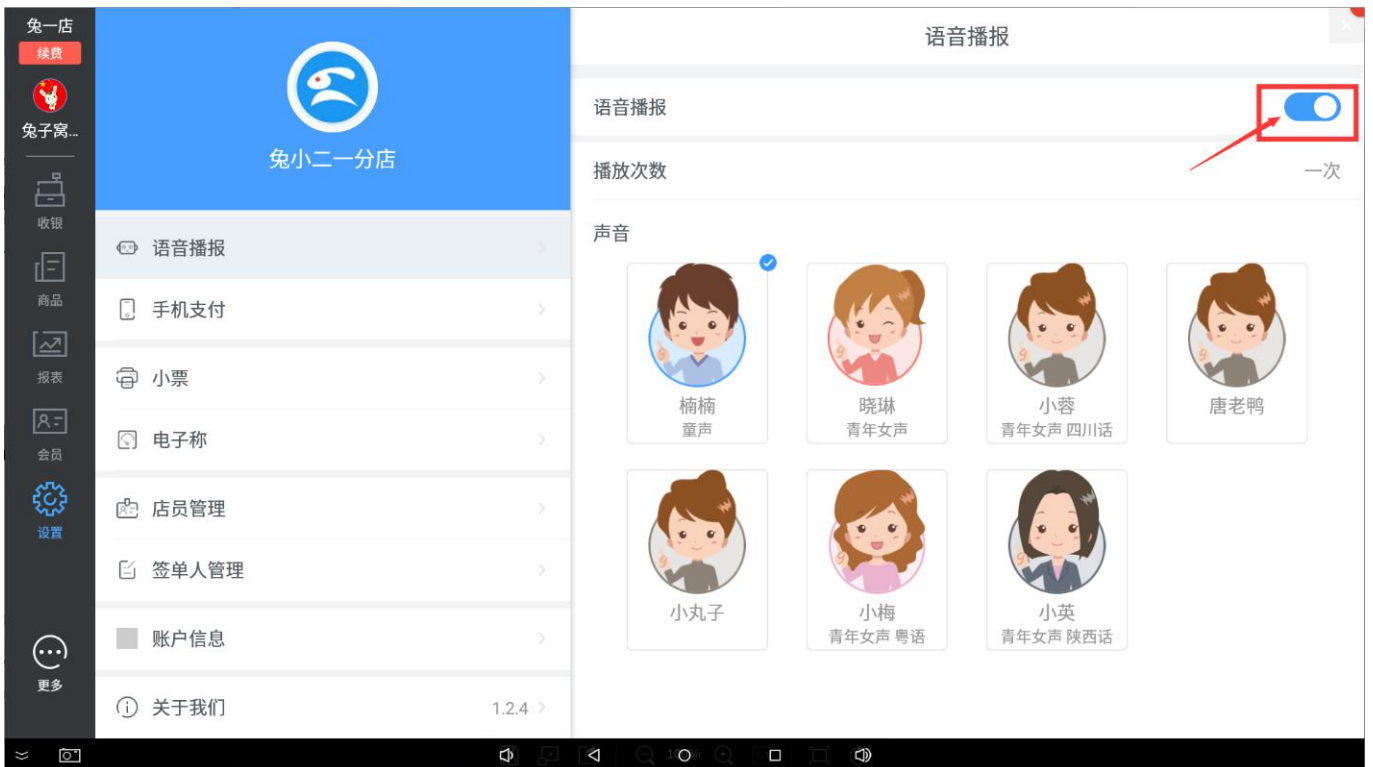 兔一店
续费
兔子窝...
收银
商品
报表
会员
设置
更多
兔小二一分店
语音播报
手机支付
小票
电子称
店员管理
签单人管理
账户信息
关于我们
1.2.4
语音播报
语音播报
播放次数
一次
声音
楠楠
童声
晓琳
青年女声
小蓉
青年女声 四川话
唐老鸭
小丸子
小梅
青年女声 粤语
小英
青年女声 陕西话